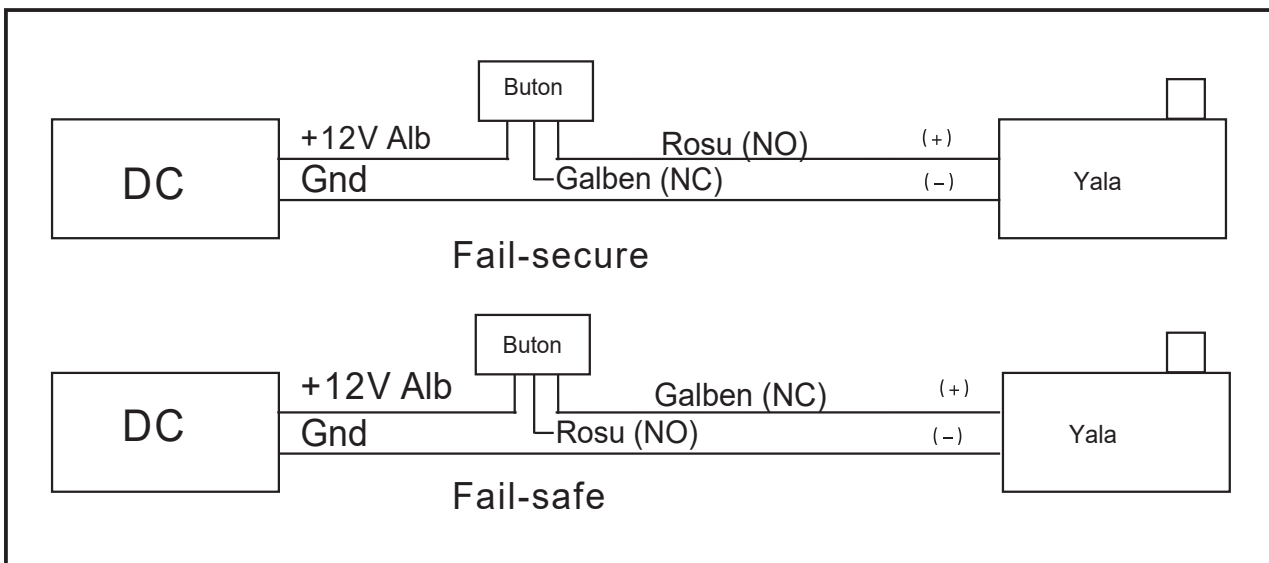 Buton
+12V Alb
Rosu (NO)
(+)
DC
Gnd
Galben (NC)
(-)
Yala
Fail-secure
Buton
+12V Alb
Galben (NC)
(+)
DC
Gnd
Rosu (NO)
(-)
Yala
Fail-safe